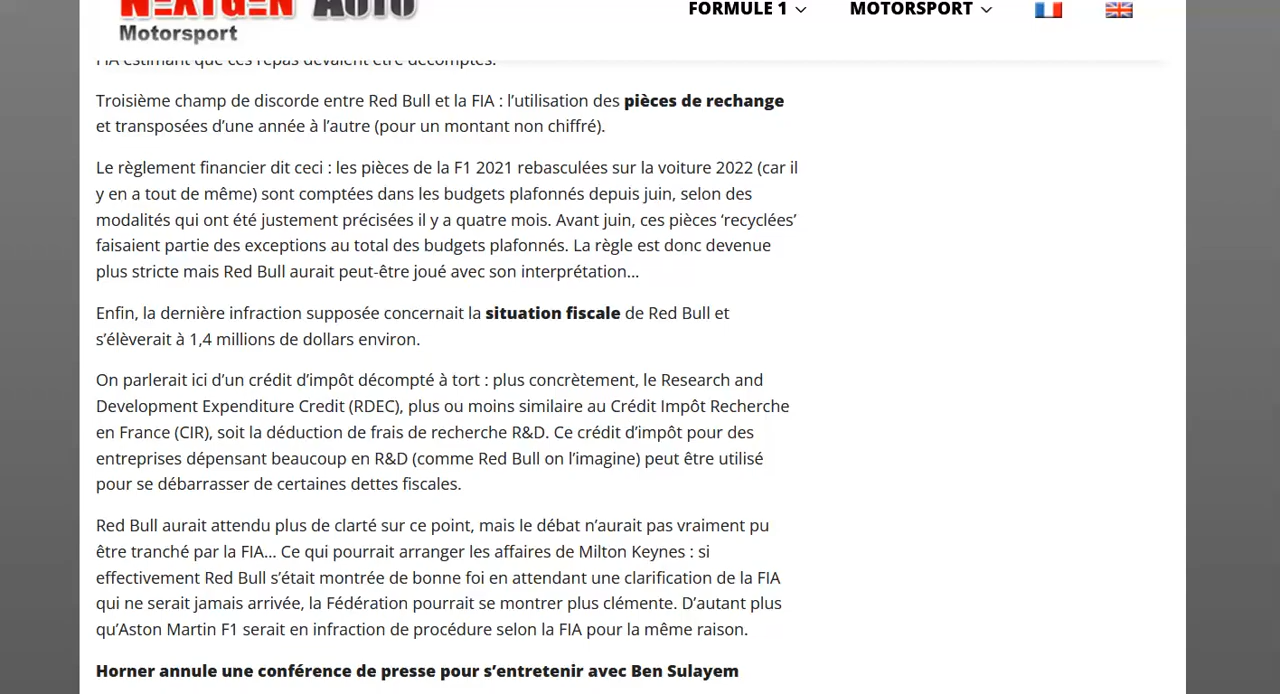 NEXTGEN AUTO
Motorsport
FORMULE 1
MOTORSPORT
FIA estimant que ces repas devaient être décomptés.
Troisième champ de discorde entre Red Bull et la FIA : l’utilisation des pièces de rechange
et transposées d’une année à l’autre (pour un montant non chiffré).
Le règlement financier dit ceci : les pièces de la F1 2021 rebasculées sur la voiture 2022 (car il
y en a tout de même) sont comptées dans les budgets plafonnés depuis juin, selon des
modalités qui ont été justement précisées il y a quatre mois. Avant juin, ces pièces ‘recyclées’
faisaient partie des exceptions au total des budgets plafonnés. La règle est donc devenue
plus stricte mais Red Bull aurait peut-être joué avec son interprétation...
Enfin, la dernière infraction supposée concernait la situation fiscale de Red Bull et
s’élèverait à 1,4 millions de dollars environ.
On parlerait ici d’un crédit d’impôt décompté à tort : plus concrètement, le Research and
Development Expenditure Credit (RDEC), plus ou moins similaire au Crédit Impôt Recherche
en France (CIR), soit la déduction de frais de recherche R&D. Ce crédit d’impôt pour des
entreprises dépensant beaucoup en R&D (comme Red Bull on l’imagine) peut être utilisé
pour se débarrasser de certaines dettes fiscales.
Red Bull aurait attendu plus de clarté sur ce point, mais le débat n’aurait pas vraiment pu
être tranché par la FIA... Ce qui pourrait arranger les affaires de Milton Keynes : si
effectivement Red Bull s’était montrée de bonne foi en attendant une clarification de la FIA
qui ne serait jamais arrivée, la Fédération pourrait se montrer plus clémente. D’autant plus
qu’Aston Martin F1 serait en infraction de procédure selon la FIA pour la même raison.
Horner annule une conférence de presse pour s’entretenir avec Ben Sulayem